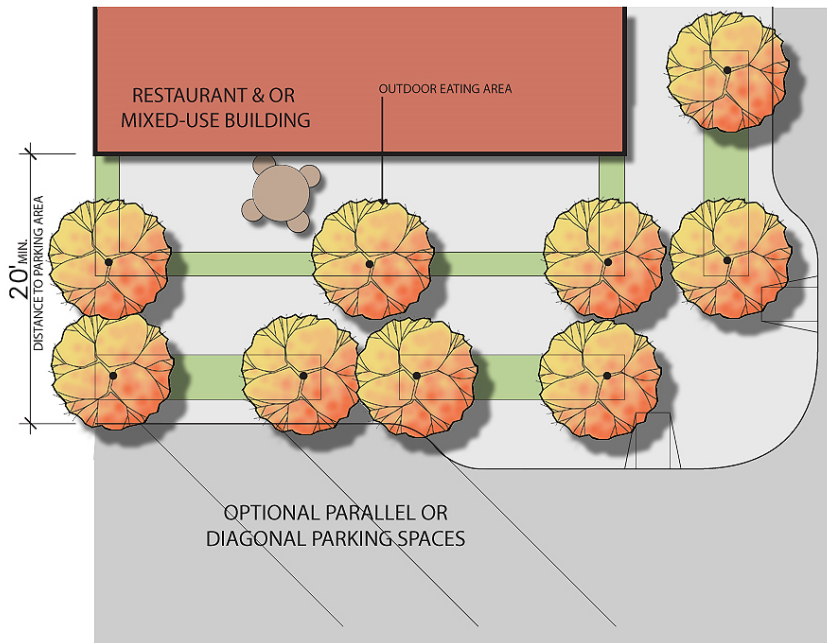 RESTAURANT & OR
MIXED-USE BUILDING
OUTDOOR EATING AREA
20' MIN.
DISTANCE TO PARKING AREA
OPTIONAL PARALLEL OR
DIAGONAL PARKING SPACES